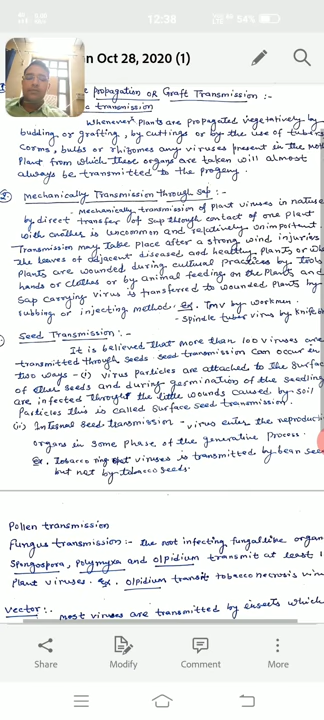 12:38
54%
n Oct 28, 2020 (1)
e propagation OR Graft Transmission :-
transmission
Whenever Plants are propagated vegetatively by
budding or grafting, by cuttings or by the use of tubers
Corms, bulbs or rhizomes any viruses present in the mot
Plant from which these organs are taken will almost
always be transmitted to the progeny.
Mechanically Transmission through Sap :-
Mechanically transmission of plant viruses in nature
by direct transfer of Sap through contact of one plant
with another is uncommon and relatively unimportant
Transmission may take place after a strong wind injuries
the leaves of adjacent diseased and healthy Plants or wh
Plants are wounded during cultural practices by tools
hands or clothes or by animal feeding on the Plants and
Sap carrying virus is transferred to wounded Plants by
rubbing or injecting method. ex. TMV by workmen.
- Spindle tuber virus by knife
Seed Transmission :-
It is believed that more than 100 viruses are
transmitted through seeds. seed transmission can occur in
two ways - (i) virus particles are attached to the surface
of seeds and during germination of the seedling
are infected through the little wounds caused by soil
Particles this is called Surface seed transmission.
(ii) Internal Seed transmission - virus enter the reproduc
organs in some phase of the generative process.
Ex. Tobacco ring viruses is transmitted by bean see
but not by tobacco seeds.
Pollen transmission
Fungus transmission :- the root infecting fungal like organ
Spongospora, Polymyxa and Olpidium transmit at least 1
Plant viruses. ex. Olpidium tobacco necrosis viru
Vector :-
most viruses are transmitted by insects which
Share
Modify
Comment
More